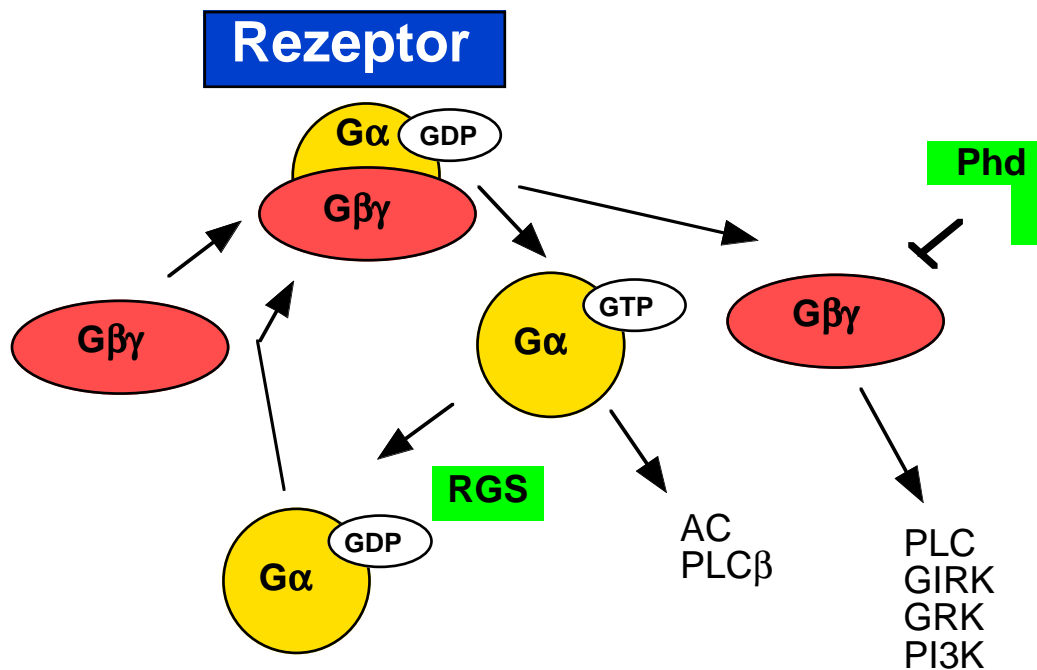 Rezeptor
Gα
GDP
Gβγ
Phd
Gβγ
GTP
Gα
Gβγ
RGS
GDP
Gα
AC
PLCβ
PLC
GIRK
GRK
PI3K